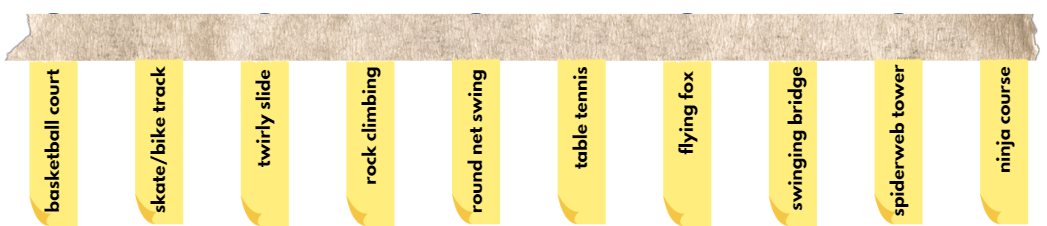 basketball court
skate/bike track
twirly slide
rock climbing
round net swing
table tennis
flying fox
swinging bridge
spiderweb tower
ninja course